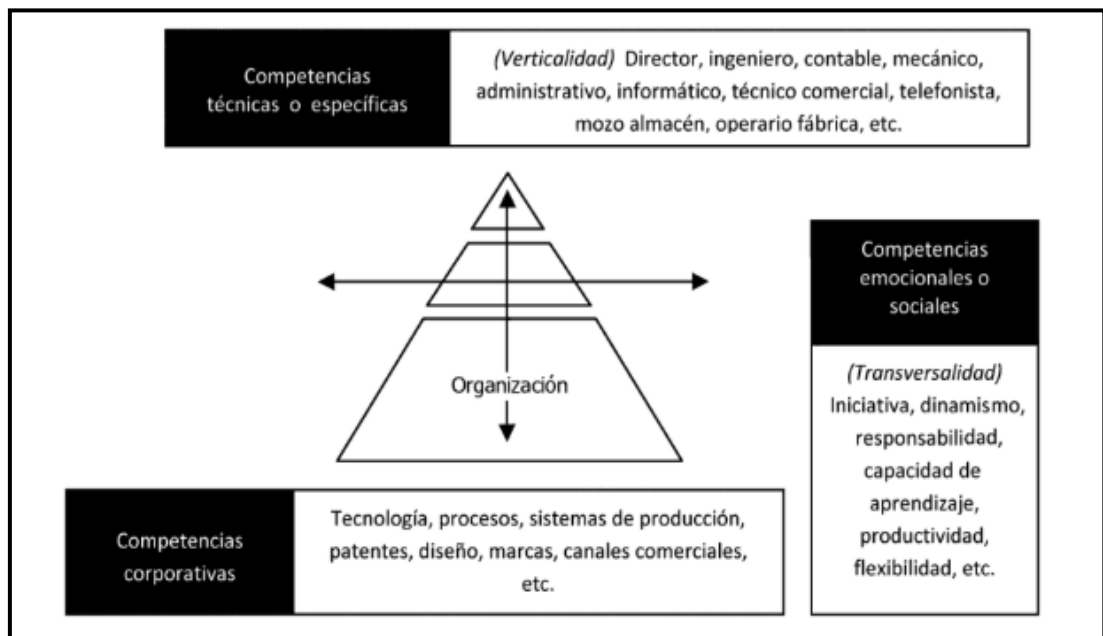 Competencias
técnicas o específicas
(Verticalidad) Director, ingeniero, contable, mecánico,
administrativo, informático, técnico comercial, telefonista,
mozo almacén, operario fábrica, etc.
Organización
Competencias
emocionales o
sociales
(Transversalidad)
Iniciativa, dinamismo,
responsabilidad,
capacidad de
aprendizaje,
productividad,
flexibilidad, etc.
Competencias
corporativas
Tecnología, procesos, sistemas de producción,
patentes, diseño, marcas, canales comerciales,
etc.